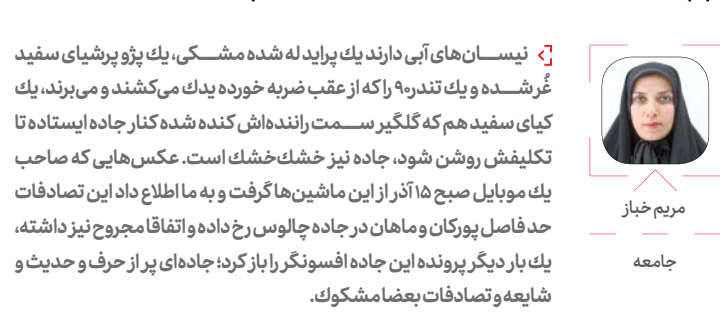 نیسان‌های آبی دارند یك پراید له شده مشکی، یك پژو پرشیای سفید
غُر شده و یك تندر۹۰ را كه از عقب ضربه خورده یدك می‌كشند و می‌برند، یك
كیای سفید هم كه گلگیر سمت راننده‌اش كنده شده كنار جاده ایستاده تا
تكلیفش روشن شود، جاده نیز خشك‌خشك است. عكس‌هایی كه صاحب
یك موبایل صبح ۱۵ آذر از این ماشین‌ها گرفت و به ما اطلاع داد این تصادفات
حد فاصل پوركان و ماهان در جاده چالوس رخ داده و اتفاقا مجروح نیز داشته،
یك بار دیگر پرونده این جاده افسونگر را باز كرد؛ جاده‌ای پر از حرف و حدیث و
شایعه و تصادفات بعضا مشكوك.
مریم خباز
جامعه